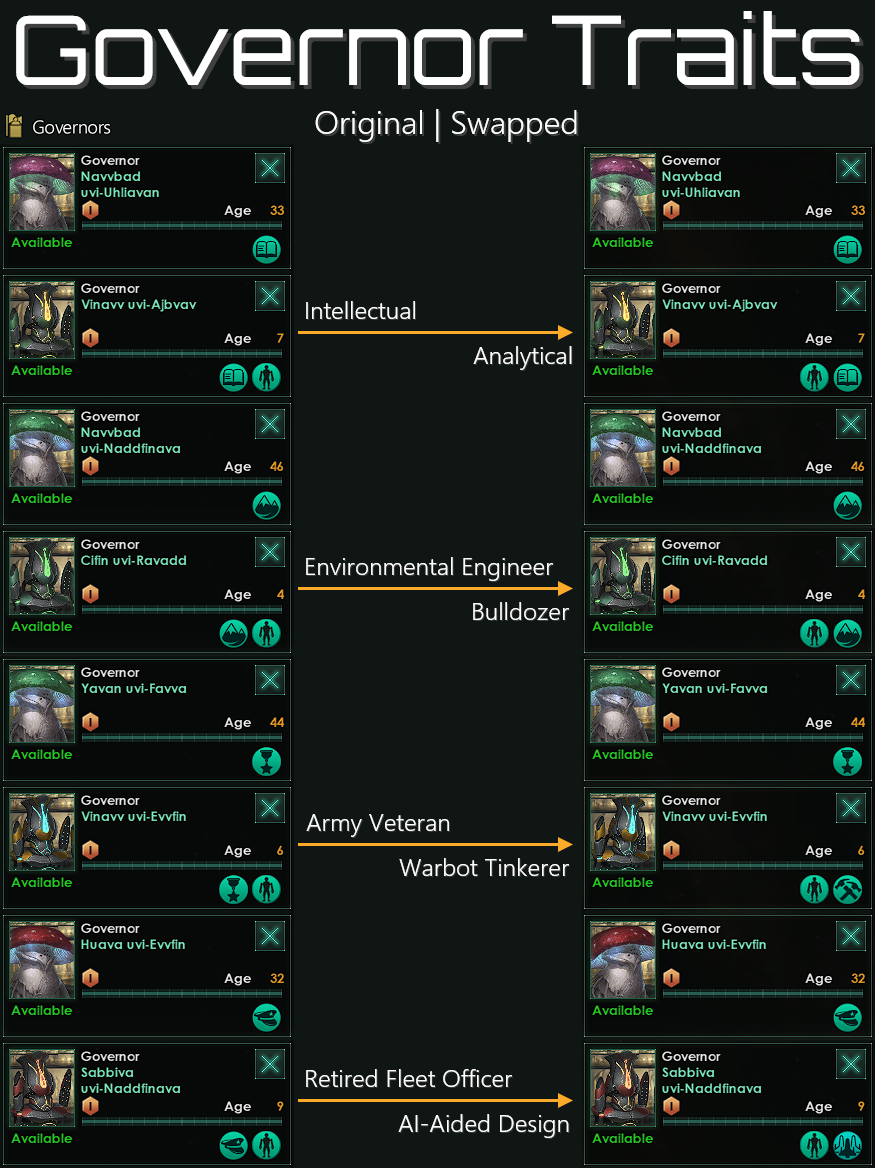 Governor Traits
Original | Swapped
Governors
Governor
Navvbad
uvi-Uhliavan
I
Age 33
Available
Governor
Navvbad
uvi-Uhliavan
I
Age 33
Available
Governor
Vinavv uvi-Ajbvav
I
Age 7
Available
Intellectual
Analytical
Governor
Vinavv uvi-Ajbvav
I
Age 7
Available
Governor
Navvbad
uvi-Naddfinava
I
Age 46
Available
Governor
Navvbad
uvi-Naddfinava
I
Age 46
Available
Governor
Cifin uvi-Ravadd
I
Age 4
Available
Environmental Engineer
Bulldozer
Governor
Cifin uvi-Ravadd
I
Age 4
Available
Governor
Yavan uvi-Favva
I
Age 44
Available
Governor
Yavan uvi-Favva
I
Age 44
Available
Governor
Vinavv uvi-Evvfin
I
Age 6
Available
Army Veteran
Warbot Tinkerer
Governor
Vinavv uvi-Evvfin
I
Age 6
Available
Governor
Huava uvi-Evvfin
I
Age 32
Available
Governor
Huava uvi-Evvfin
I
Age 32
Available
Governor
Sabbiva
uvi-Naddfinava
I
Age 9
Available
Retired Fleet Officer
AI-Aided Design
Governor
Sabbiva
uvi-Naddfinava
I
Age 9
Available